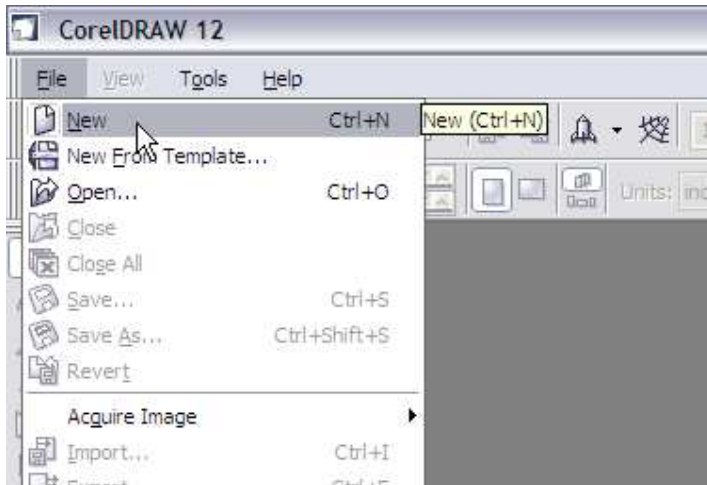 CorelDRAW 12
File View Tools Help
New Ctrl+N New (Ctrl+N)
New From Template...
Open... Ctrl+O
Units:
Close
Close All
Save... Ctrl+S
Save As... Ctrl+Shift+S
Revert
Acquire Image
Import... Ctrl+I